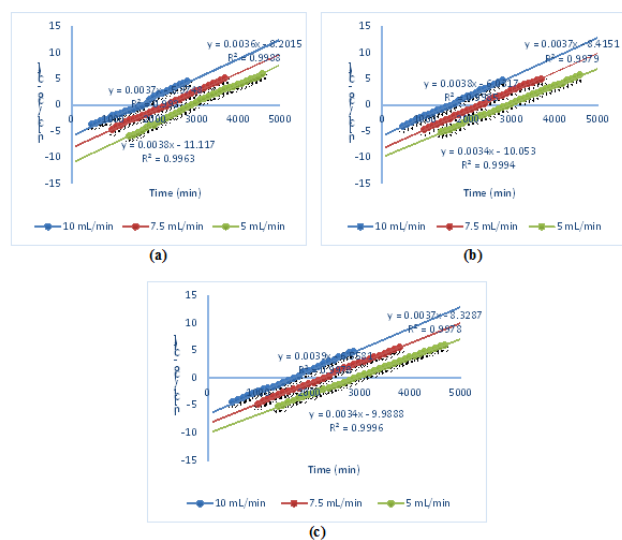 15
10
5
0
-5
-10
-15
y = 0.0036x - 8.2015
R² = 0.9988
y = 0.0037x
y = 0.0038x - 11.117
R² = 0.9963
3000 4000 5000
Time (min)
10 mL/min 7.5 mL/min 5 mL/min
(a)
15
10
5
0
-5
-10
-15
y = 0.0037x - 8.4151
R² = 0.9979
y = 0.0038x
y = 0.0034x - 10.053
R² = 0.9994
0 1000 2000 3000 4000 5000
Time (min)
10 mL/min 7.5 mL/min 5 mL/min
(b)
15
10
5
0
-5
-10
-15
y = 0.0037x - 8.3287
R² = 0.9978
y = 0.0039x
y = 0.0034x - 9.9888
R² = 0.9996
0 1000 2000 3000 4000 5000
Time (min)
10 mL/min 7.5 mL/min 5 mL/min
(c)